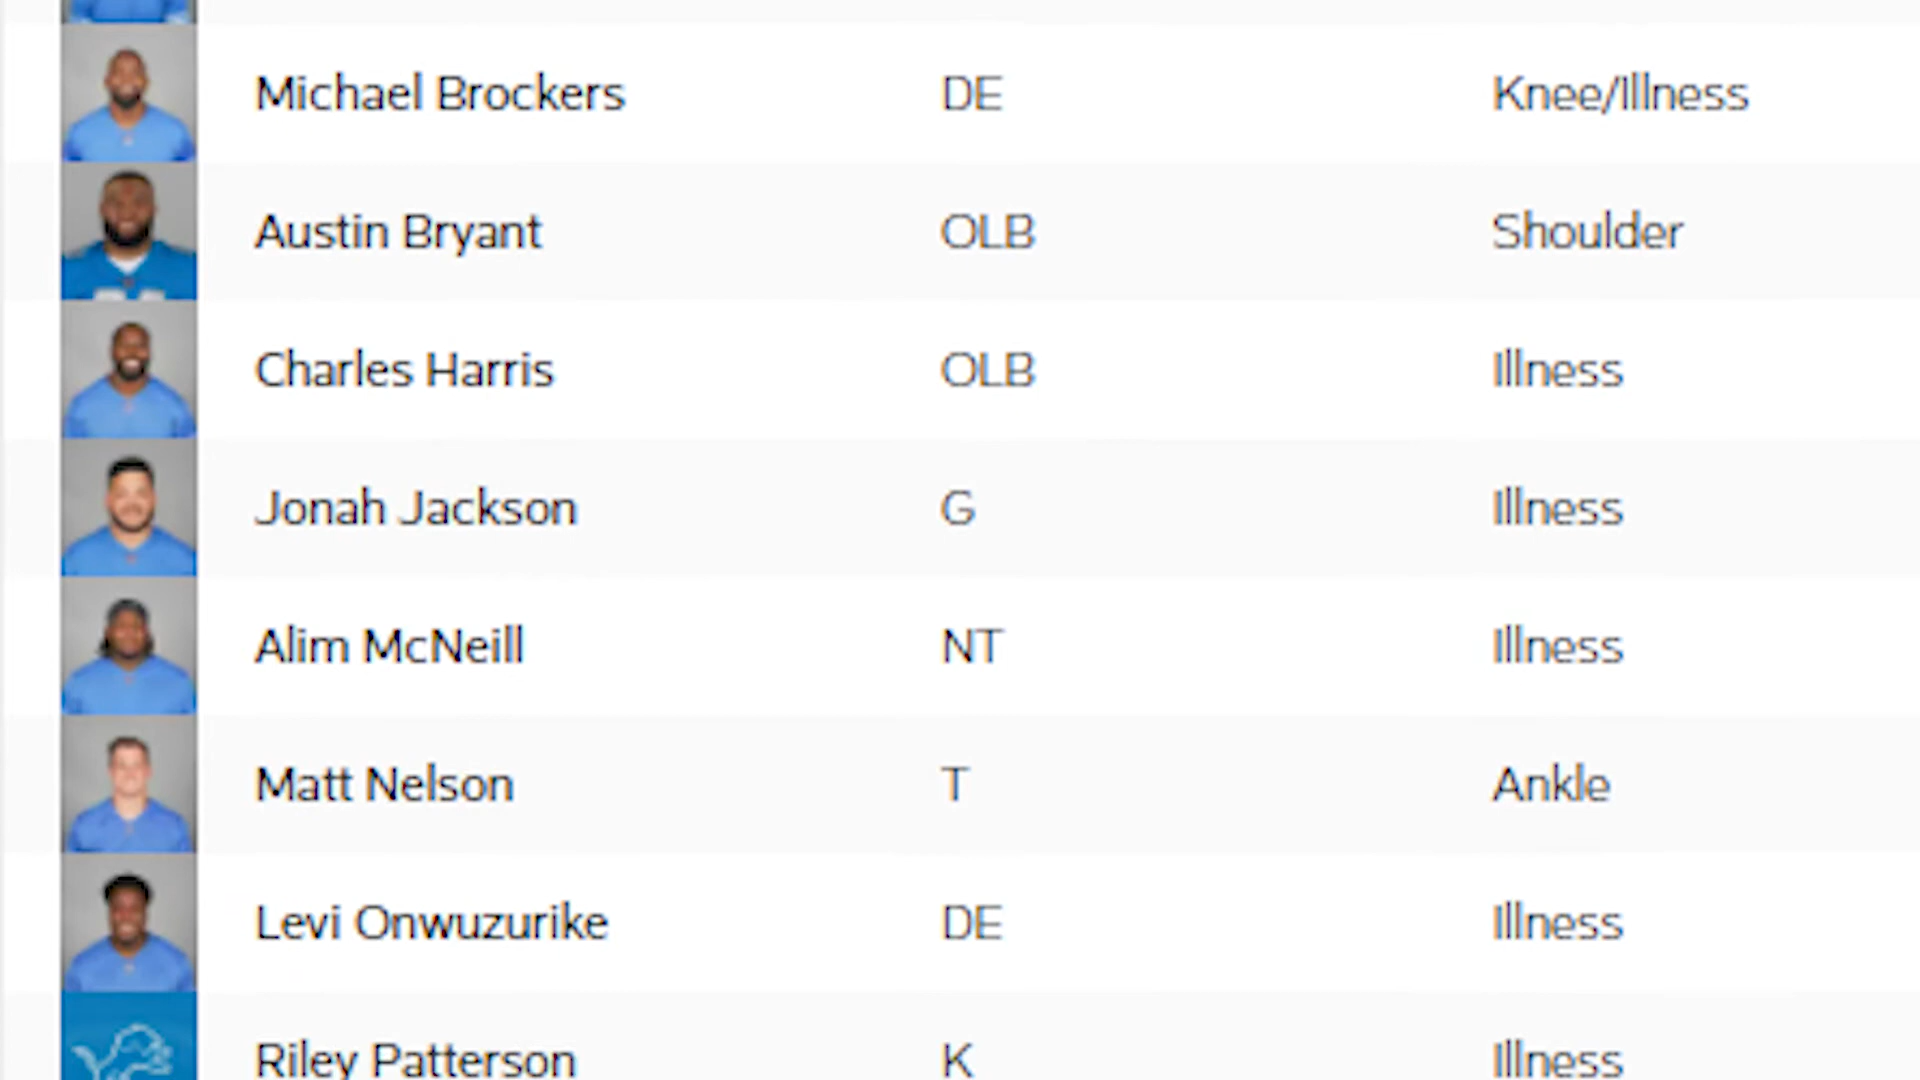 Michael Brockers DE Knee/Illness
Austin Bryant OLB Shoulder
Charles Harris OLB Illness
Jonah Jackson G Illness
Alim McNeill NT Illness
Matt Nelson T Ankle
Levi Onwuzurike DE Illness
Riley Patterson K Illness